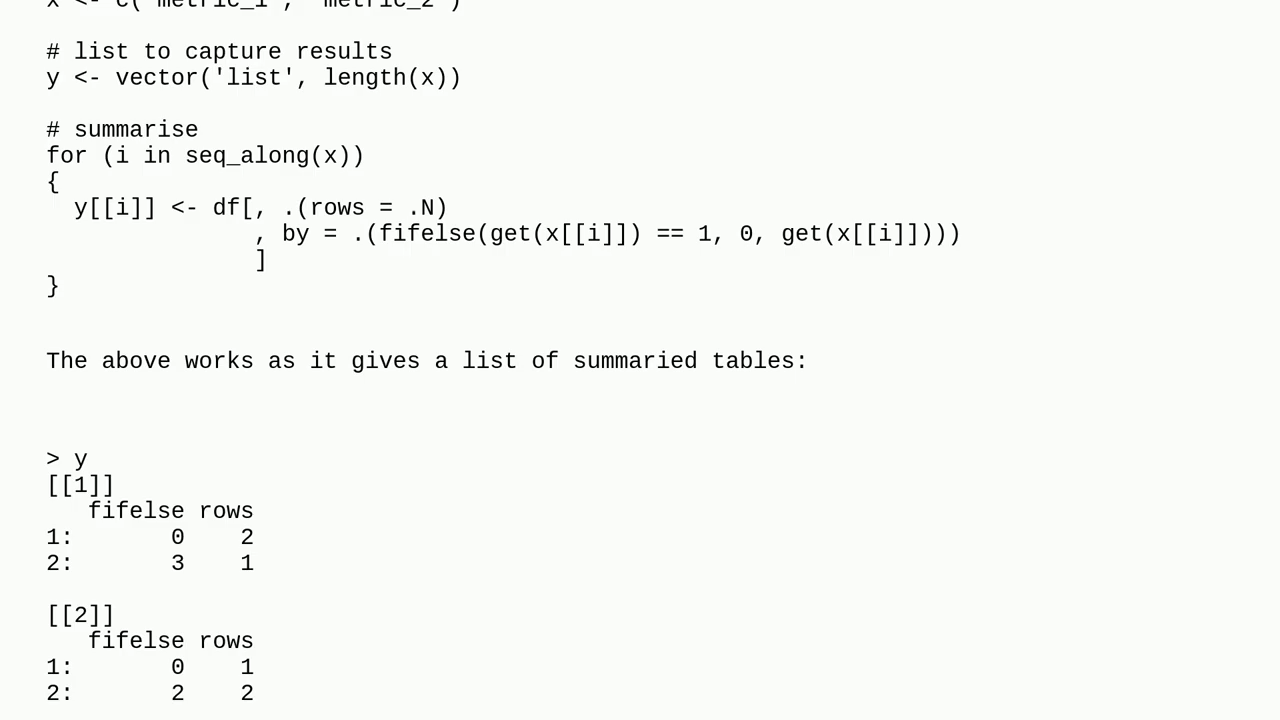 x <- c('metric_1', 'metric_2')
# list to capture results
y <- vector('list', length(x))
# summarise
for (i in seq_along(x))
{
  y[[i]] <- df[, .(rows = .N)
               , by = .(fifelse(get(x[[i]]) == 1, 0, get(x[[i]])))
               ]
}
The above works as it gives a list of summaried tables:
> y
[[1]]
   fifelse rows
1:       0    2
2:       3    1
[[2]]
   fifelse rows
1:       0    1
2:       2    2